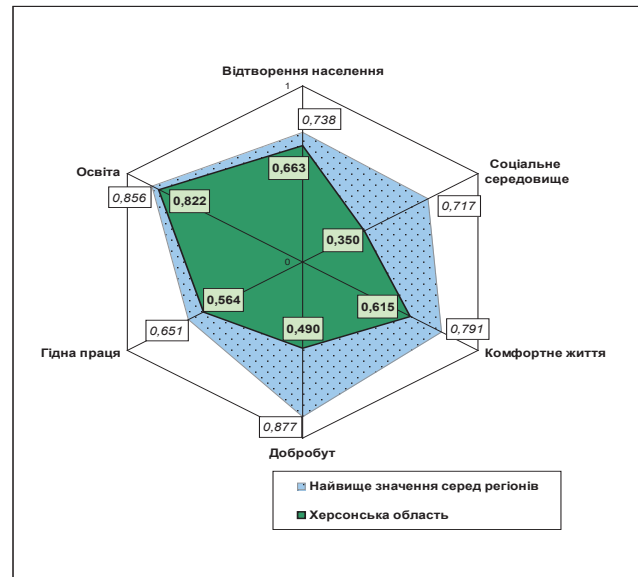 Відтворення населення
1
0,738
Освіта
0,663
Соціальне
середовище
0,856
0,822
0,717
0,350
0
0,564
0,615
0,490
0,651
0,791
Гідна праця
Комфортне життя
0,877
Добробут
Найвище значення серед регіонів
Херсонська область